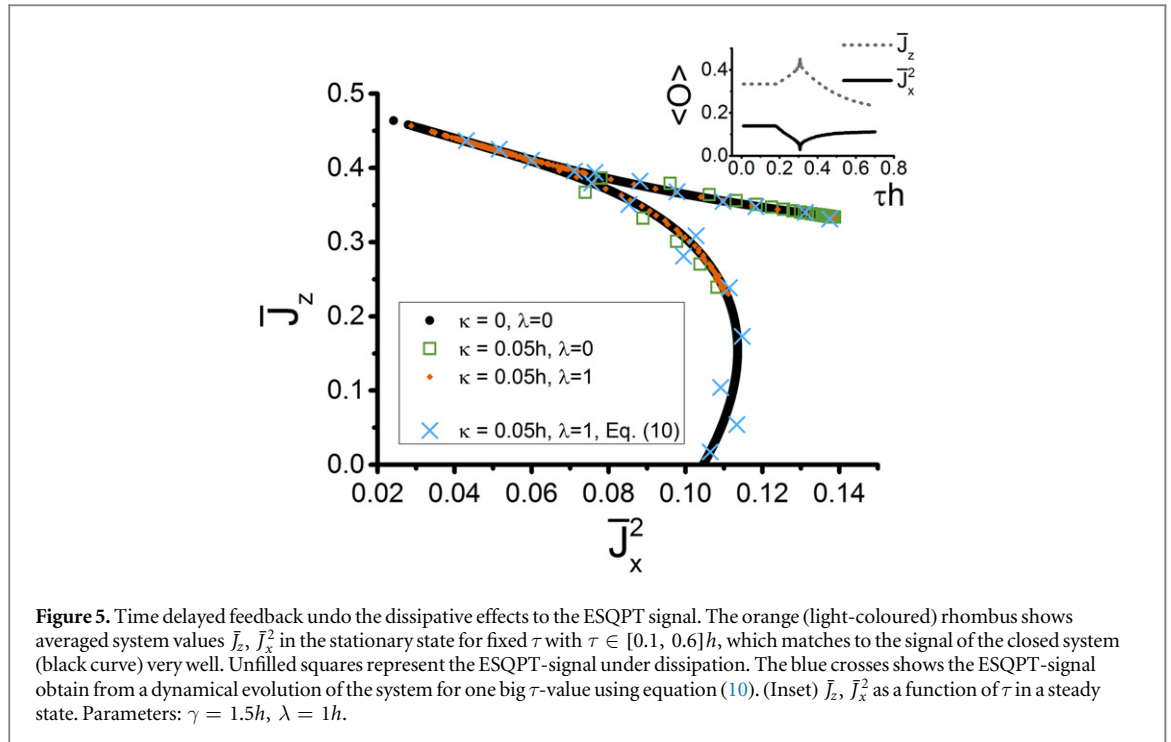 J̄z
J̄x²
<O>
0.4
0.2
0.0
0.0 0.2 0.4 0.6 0.8
τh
0.5
0.4
0.3
0.2
0.1
0.0
J̄z
κ = 0, λ=0
κ = 0.05h, λ=0
κ = 0.05h, λ=1
κ = 0.05h, λ=1, Eq. (10)
0.02 0.04 0.06 0.08 0.10 0.12 0.14
J̄x²
Figure 5. Time delayed feedback undo the dissipative effects to the ESQPT signal. The orange (light-coloured) rhombus shows
averaged system values J̄z, J̄x² in the stationary state for fixed τ with τ ∈ [0.1, 0.6]h, which matches to the signal of the closed system
(black curve) very well. Unfilled squares represent the ESQPT-signal under dissipation. The blue crosses shows the ESQPT-signal
obtain from a dynamical evolution of the system for one big τ-value using equation (10). (Inset) J̄z, J̄x² as a function of τ in a steady
state. Parameters: γ = 1.5h, λ = 1h.